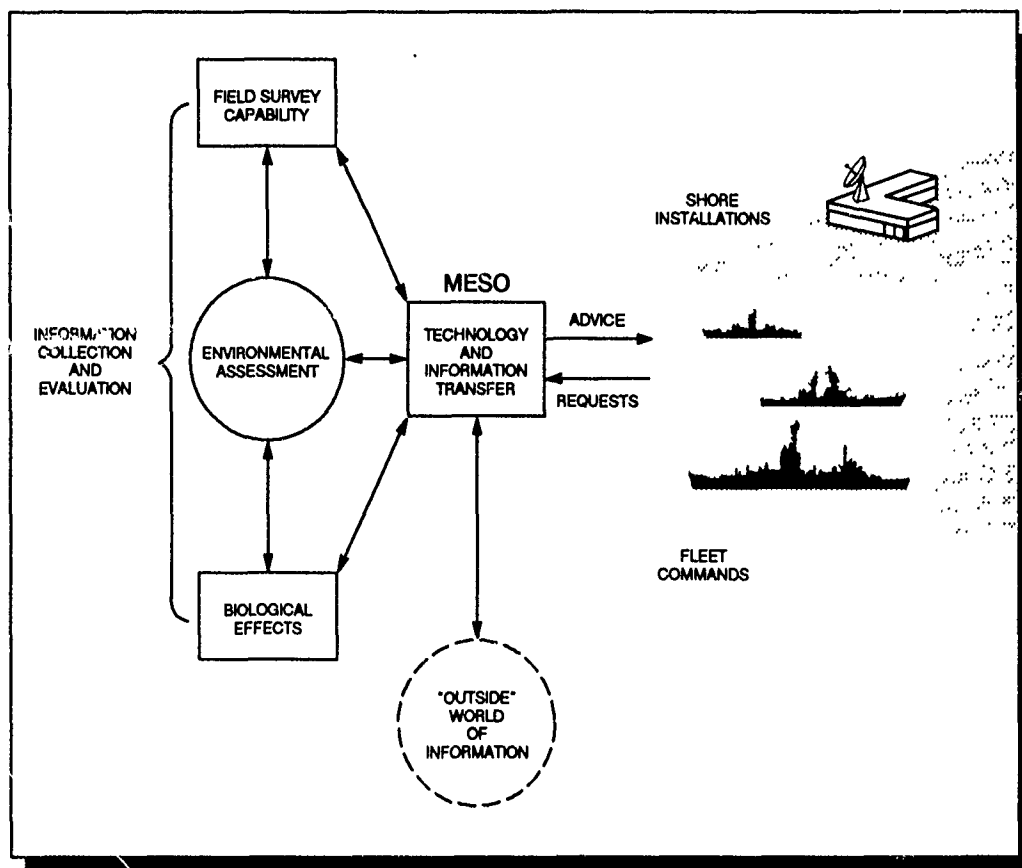 FIELD SURVEY
CAPABILITY
SHORE
INSTALLATIONS
MESO
COLLECTION
AND
EVALUATION
ENVIRONMENTAL
ASSESSMENT
TECHNOLOGY
AND
INFORMATION
TRANSFER
ADVICE
REQUESTS
FLEET
COMMANDS
BIOLOGICAL
EFFECTS
"OUTSIDE"
WORLD
OF
INFORMATION